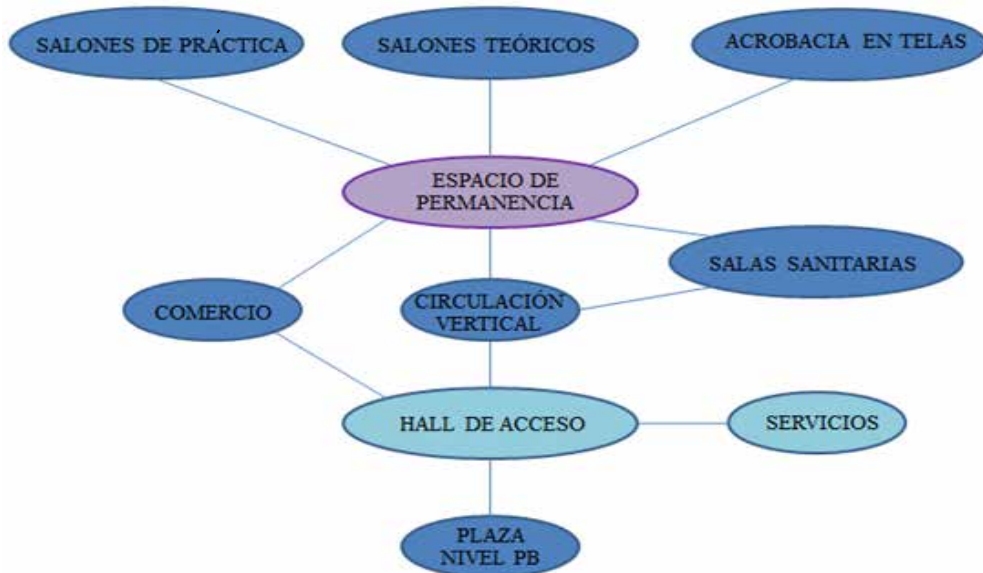 SALONES DE PRÁCTICA
SALONES TEÓRICOS
ACROBACIA EN TELAS
ESPACIO DE
PERMANENCIA
SALAS SANITARIAS
COMERCIO
CIRCULACIÓN
VERTICAL
HALL DE ACCESO
SERVICIOS
PLAZA
NIVEL PB